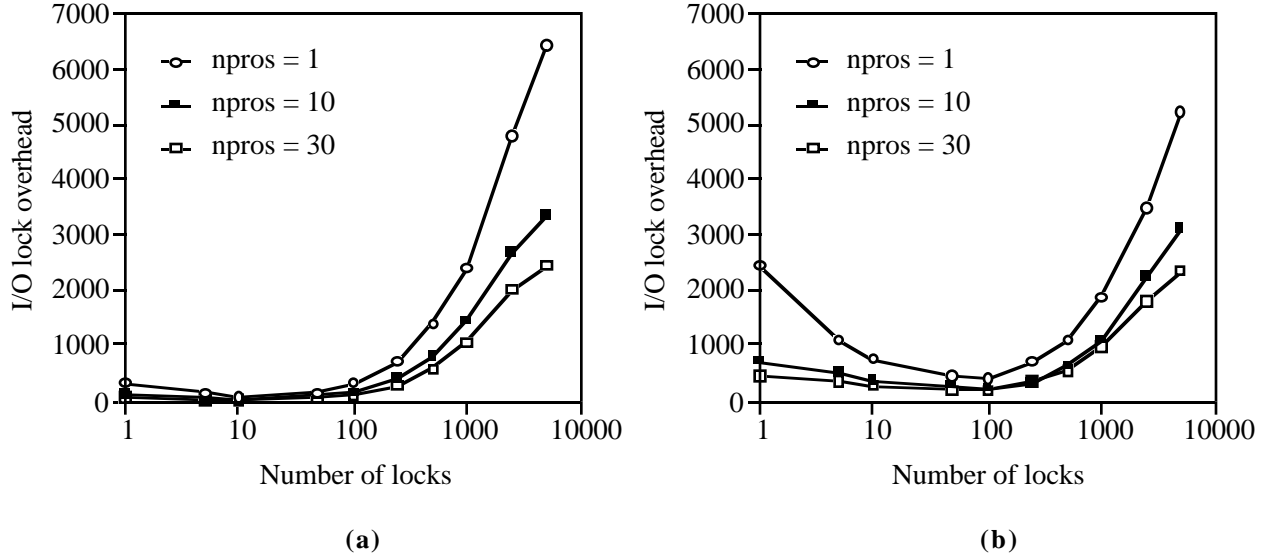 7000
6000
5000
4000
3000
2000
1000
0
I/O lock overhead
npros = 1
npros = 10
npros = 30
1
10
100
1000
10000
Number of locks
(a)
7000
6000
5000
4000
3000
2000
1000
0
I/O lock overhead
npros = 1
npros = 10
npros = 30
1
10
100
1000
10000
Number of locks
(b)